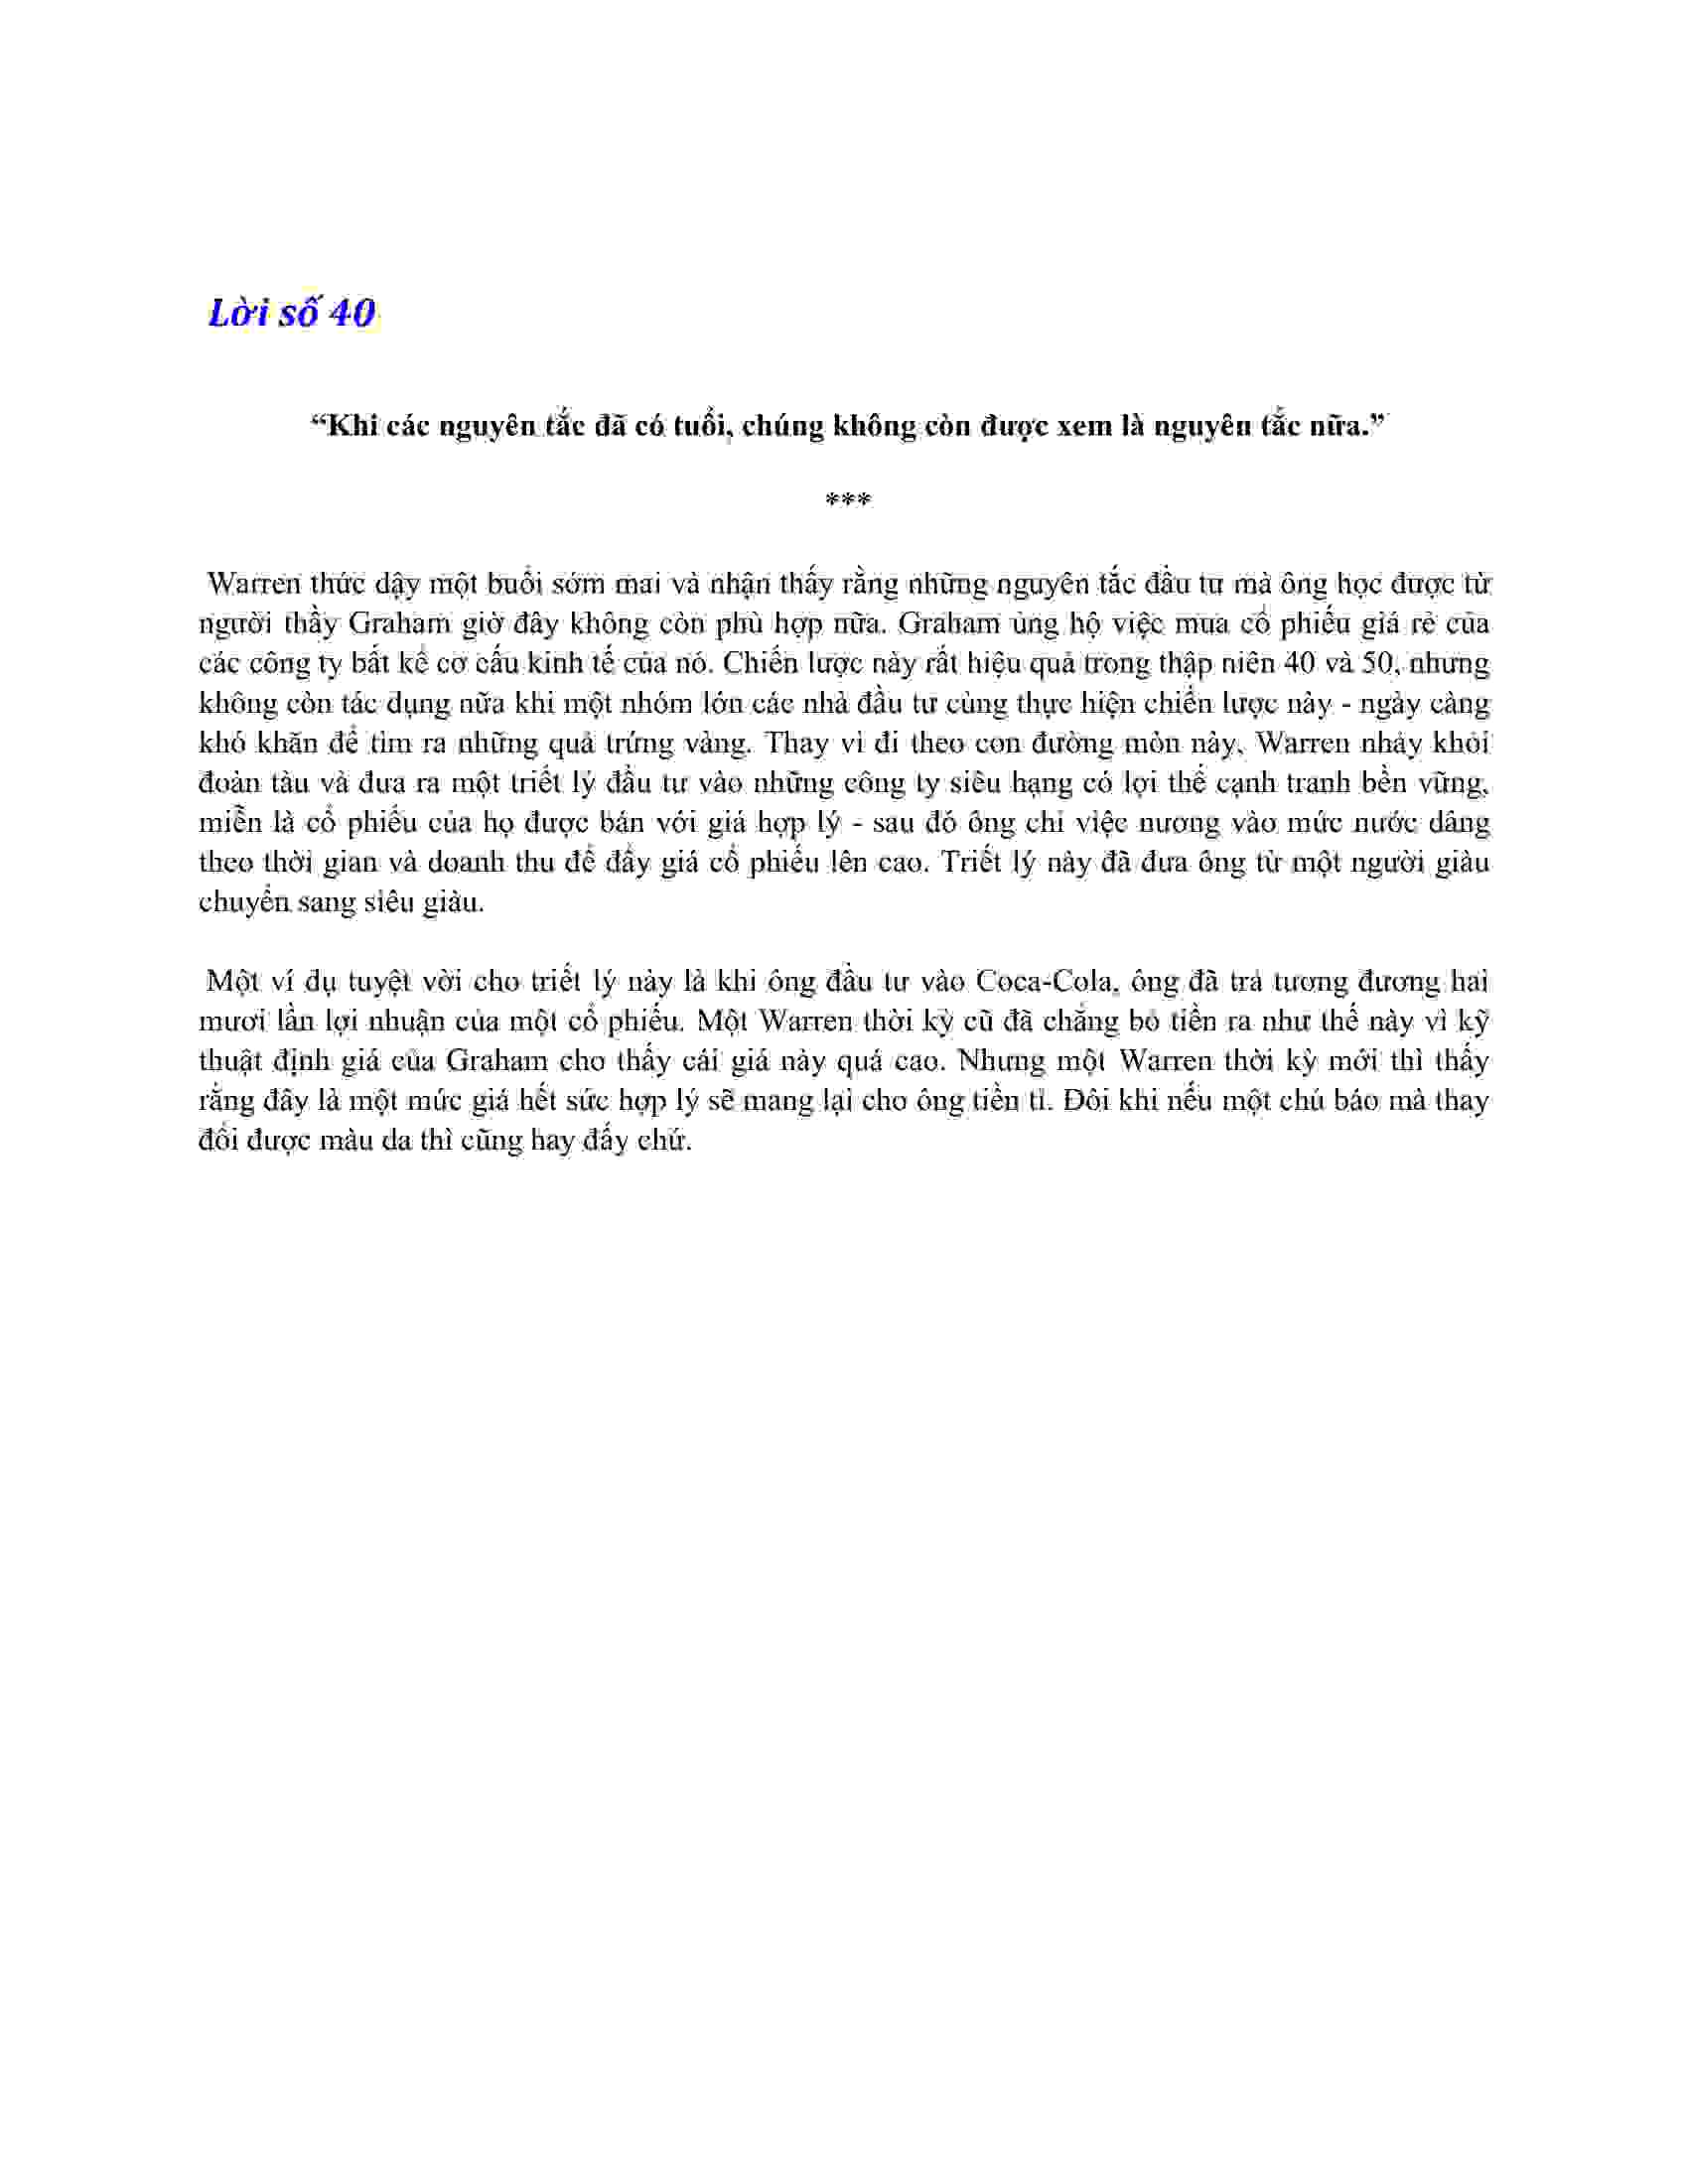 Lời số 40
“Khi các nguyên tắc đã có tuổi, chúng không còn được xem là nguyên tắc nữa.”
***
Warren thức dậy một buổi sớm mai và nhận thấy rằng những nguyên tắc đầu tư mà ông học được từ
người thầy Graham giờ đây không còn phù hợp nữa. Graham ủng hộ việc mua cổ phiếu giá rẻ của
các công ty bất kể cơ cấu kinh tế của nó. Chiến lược này rất hiệu quả trong thập niên 40 và 50, nhưng
không còn tác dụng nữa khi một nhóm lớn các nhà đầu tư cùng thực hiện chiến lược này - ngày càng
khó khăn để tìm ra những quả trứng vàng. Thay vì đi theo con đường mòn này, Warren nhảy khỏi
đoàn tàu và đưa ra một triết lý đầu tư vào những công ty siêu hạng có lợi thế cạnh tranh bền vững,
miễn là cổ phiếu của họ được bán với giá hợp lý - sau đó ông chỉ việc nương vào mức nước dâng
theo thời gian và doanh thu để đẩy giá cổ phiếu lên cao. Triết lý này đã đưa ông từ một người giàu
chuyển sang siêu giàu.
Một ví dụ tuyệt vời cho triết lý này là khi ông đầu tư vào Coca-Cola, ông đã trả tương đương hai
mươi lần lợi nhuận của một cổ phiếu. Một Warren thời kỳ cũ đã chẳng bỏ tiền ra như thế này vì kỹ
thuật định giá của Graham cho thấy cái giá này quá cao. Nhưng một Warren thời kỳ mới thì thấy
rằng đây là một mức giá hết sức hợp lý sẽ mang lại cho ông tiền tỉ. Đôi khi nếu một chú báo mà thay
đổi được màu da thì cũng hay đấy chứ.